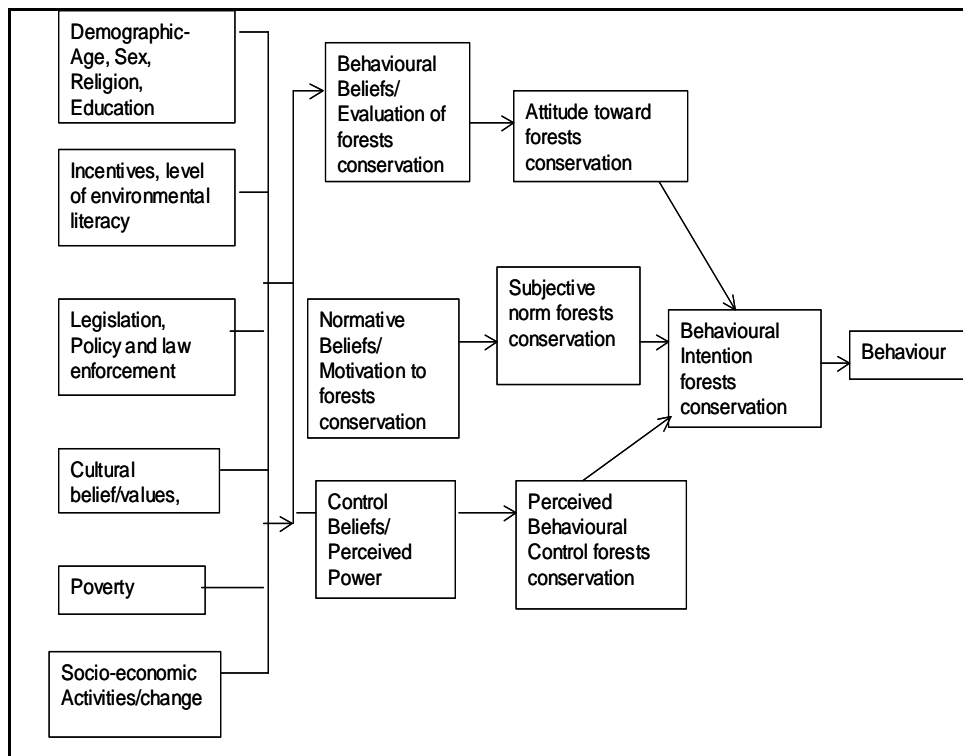 Demographic-
Age, Sex,
Religion,
Education
Incentives, level
of environmental
literacy
Legislation,
Policy and law
enforcement
Cultural
belief/values,
Poverty
Socio-economic
Activities/change
Behavioural
Beliefs/
Evaluation of
forests
conservation
Normative
Beliefs/
Motivation to
forests
conservation
Control
Beliefs/
Perceived
Power
Attitude toward
forests
conservation
Subjective
norm forests
conservation
Perceived
Behavioural
Control forests
conservation
Behavioural
Intention
forests
conservation
Behaviour